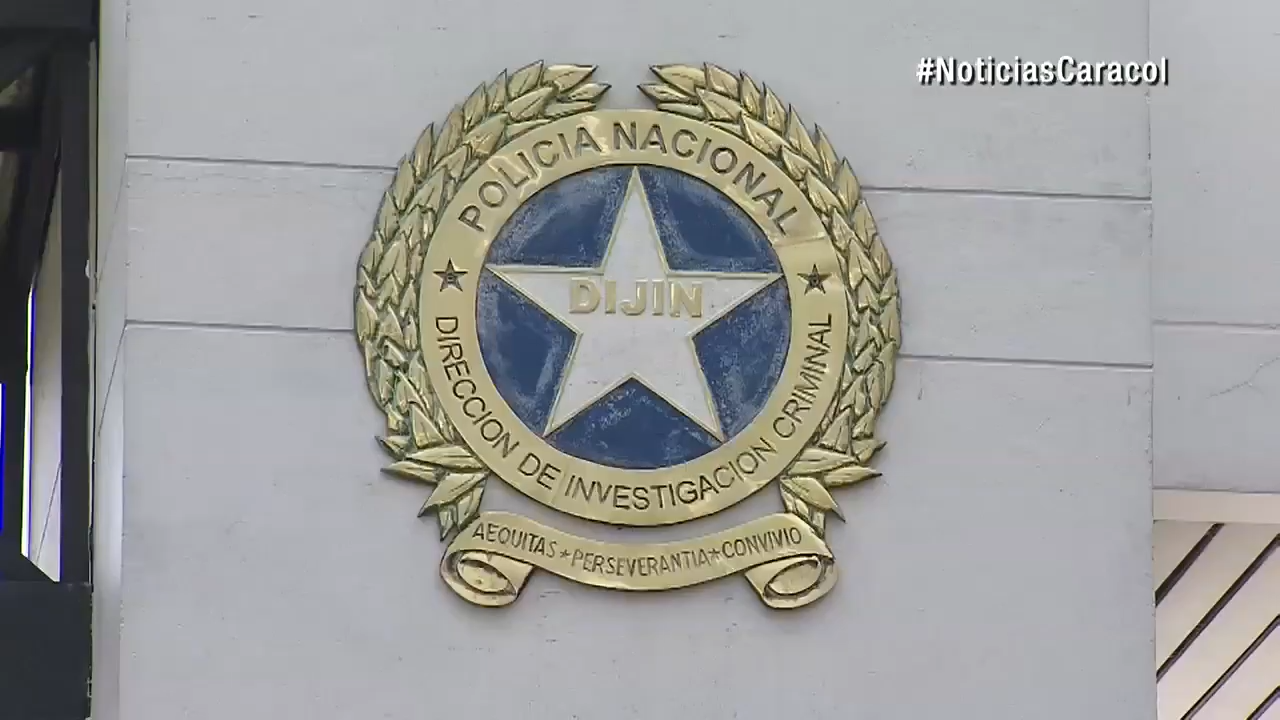 #NoticiasCaracol
POLICIA NACIONAL
DIJIN
DIRECCION DE INVESTIGACION CRIMINAL
AEQUITAS★PERSEVERANTIA★CONVIVIO